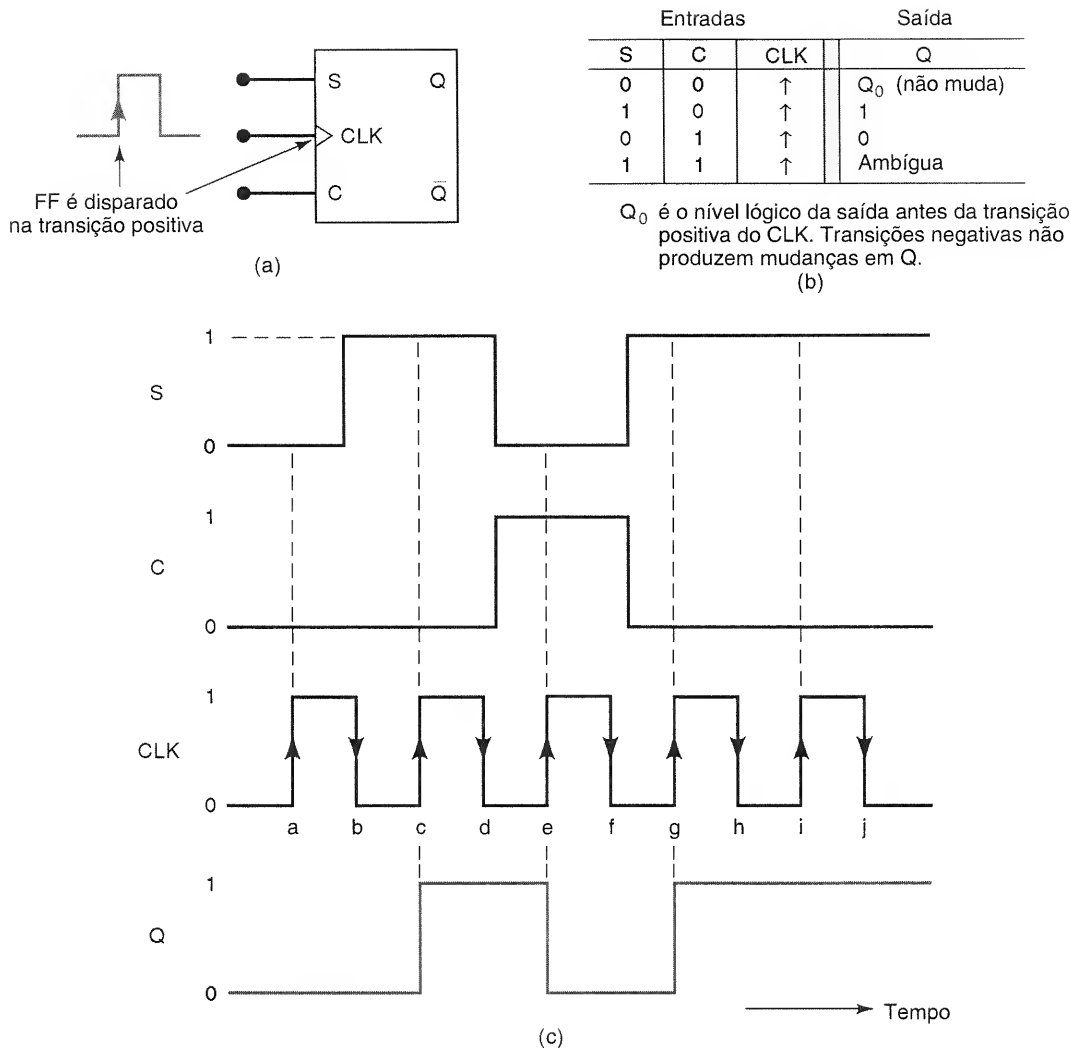 S
Q
CLK
C
Q̅
FF é disparado
na transição positiva
(a)
Entradas Saída
S C CLK Q
0 0 ↑ Q₀ (não muda)
1 0 ↑ 1
0 1 ↑ 0
1 1 ↑ Ambígua
Q₀ é o nível lógico da saída antes da transição
positiva do CLK. Transições negativas não
produzem mudanças em Q.
(b)
1
S
0
1
C
0
1
CLK
0
a b c d e f g h i j
1
Q
0
Tempo
(c)